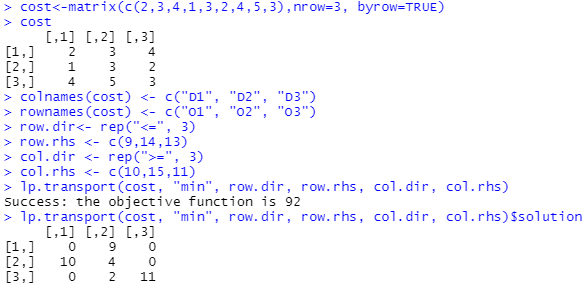 > cost<-matrix(c(2,3,4,1,3,2,4,5,3),nrow=3, byrow=TRUE)
> cost
     [,1] [,2] [,3]
[1,]    2    3    4
[2,]    1    3    2
[3,]    4    5    3
> colnames(cost) <- c("D1", "D2", "D3")
> rownames(cost) <- c("O1", "O2", "O3")
> row.dir<- rep("<=", 3)
> row.rhs <- c(9,14,13)
> col.dir <- rep(">=", 3)
> col.rhs <- c(10,15,11)
> lp.transport(cost, "min", row.dir, row.rhs, col.dir, col.rhs)
Success: the objective function is 92
> lp.transport(cost, "min", row.dir, row.rhs, col.dir, col.rhs)$solution
     [,1] [,2] [,3]
[1,]    0    9    0
[2,]   10    4    0
[3,]    0    2   11